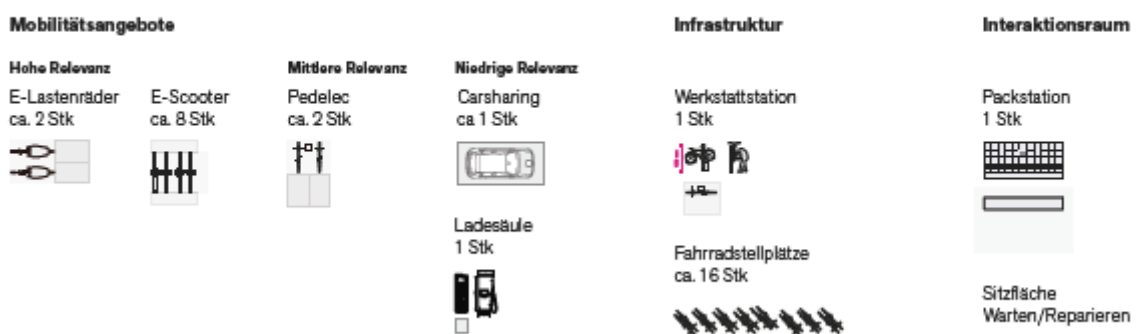 Mobilitätsangebote
Infrastruktur
Interaktionsraum
Hohe Relevanz
Mittlere Relevanz
Niedrige Relevanz
E-Lastenräder
ca. 2 Stk
E-Scooter
ca. 8 Stk
Pedelec
ca. 2 Stk
Carsharing
ca 1 Stk
Werkstattstation
1 Stk
Packstation
1 Stk
Ladesäule
1 Stk
Fahrradstellplätze
ca. 16 Stk
Sitzfläche
Warten/Reparieren